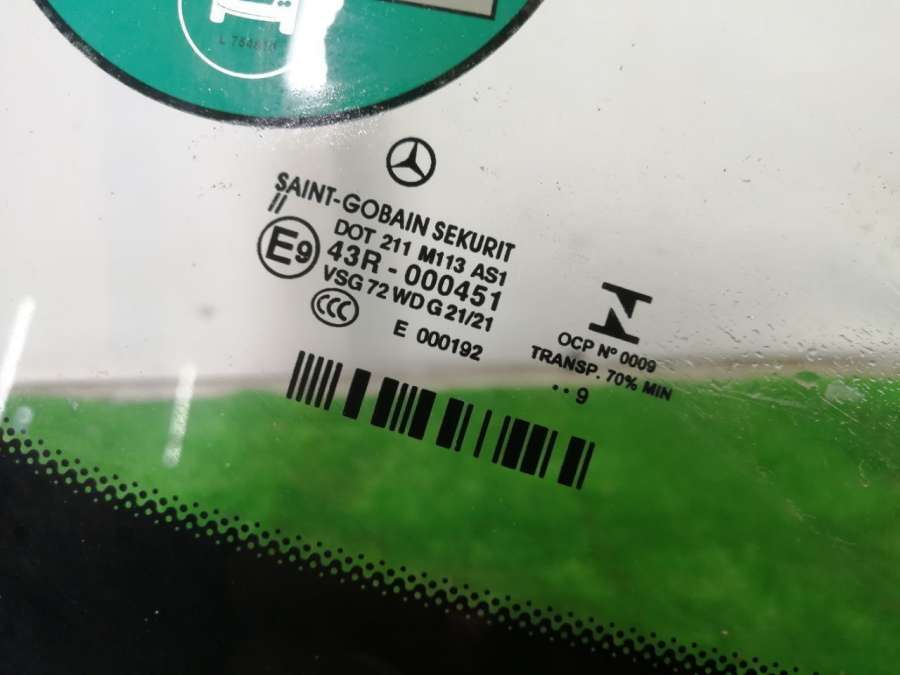 SAINT-GOBAIN SEKURIT
//
DOT 211 M113 AS1
E9
43R - 000451
VSG 72 WD G 21/21
CCC
E 000192
OCP Nº 0009
TRANSP. 70% MIN
..9